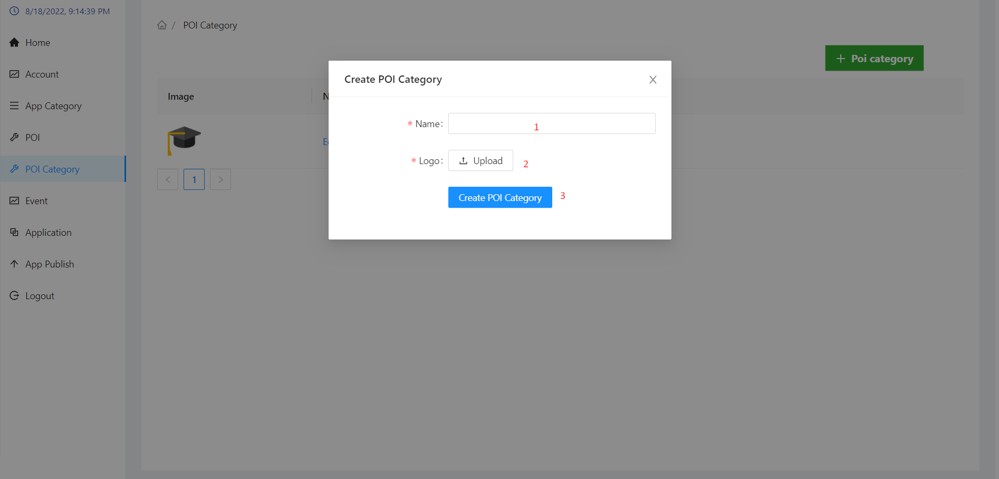 8/18/2022, 9:14:39 PM
Home
Account
App Category
POI
POI Category
Event
Application
App Publish
Logout
/ POI Category
+ Poi category
Image
1
Create POI Category
* Name:
1
* Logo: Upload
2
Create POI Category
3